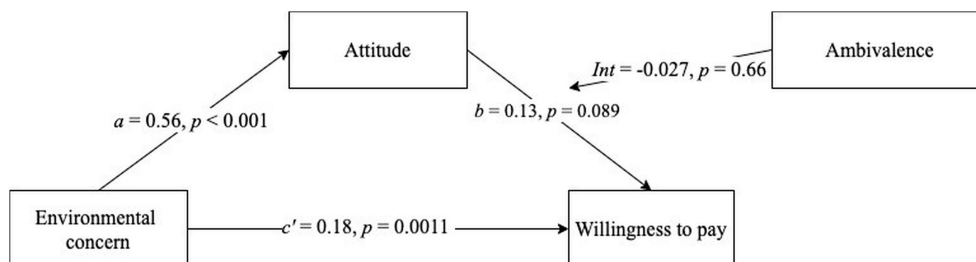 Attitude
Ambivalence
Int = -0.027, p = 0.66
b = 0.13, p = 0.089
a = 0.56, p < 0.001
Environmental
concern
c' = 0.18, p = 0.0011
Willingness to pay